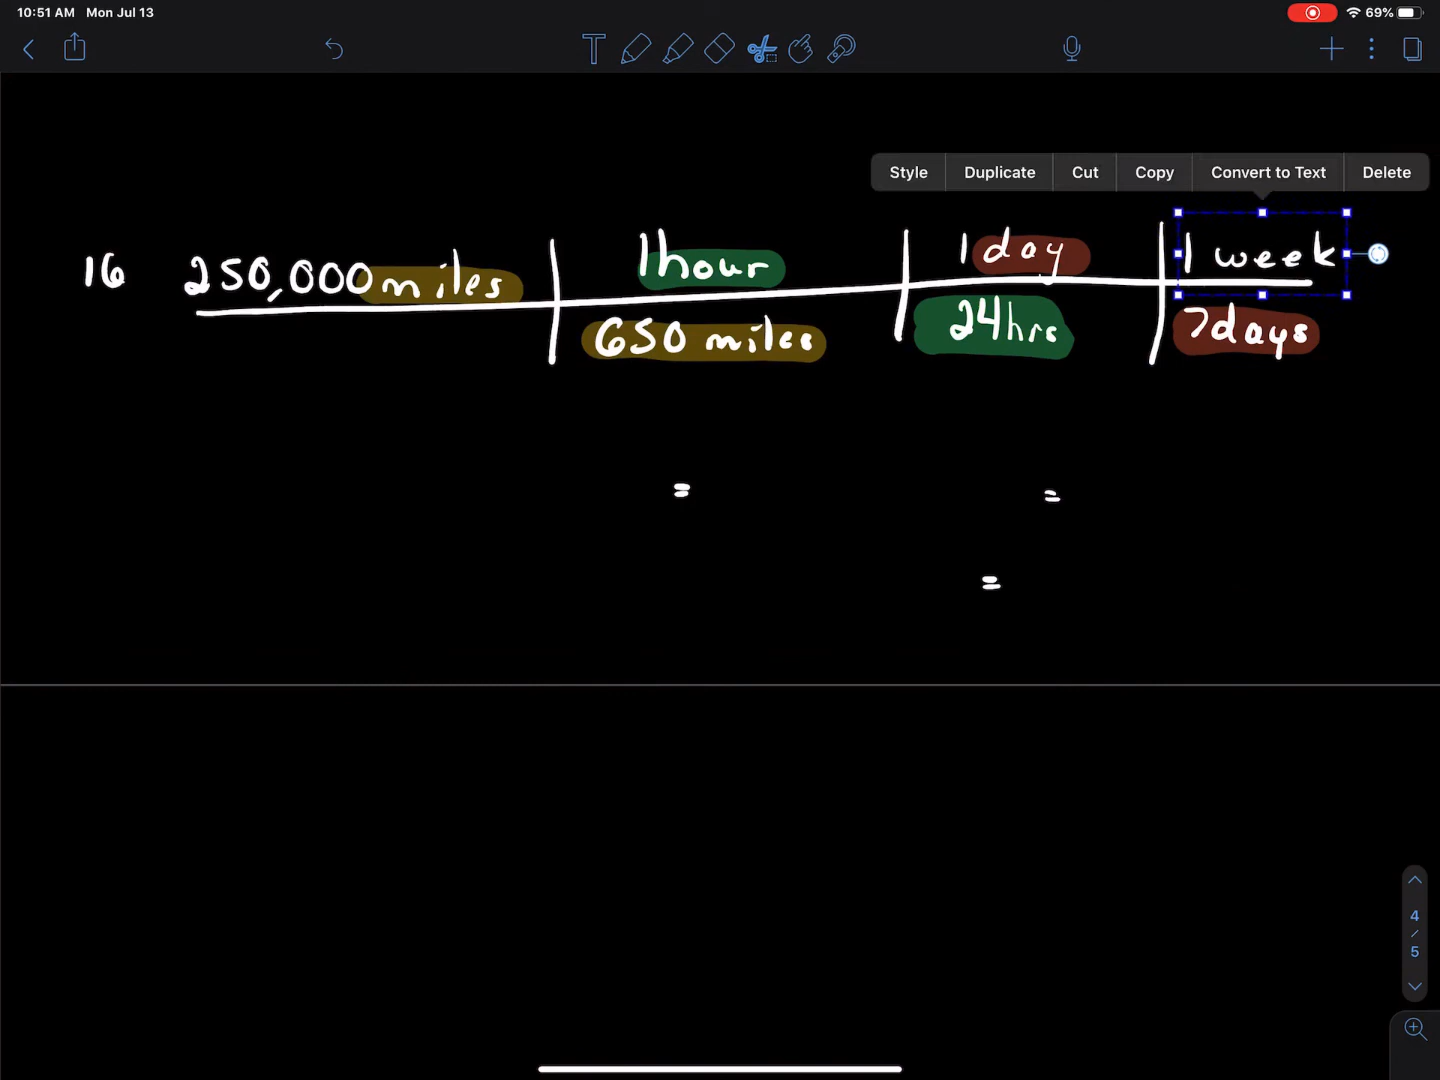 10:51 AM Mon Jul 13
69%
Style Duplicate Cut Copy Convert to Text Delete
16 250,000 miles 1 hour 1 day 1 week
650 miles 24 hrs 7 days
= =
=
4
/
5